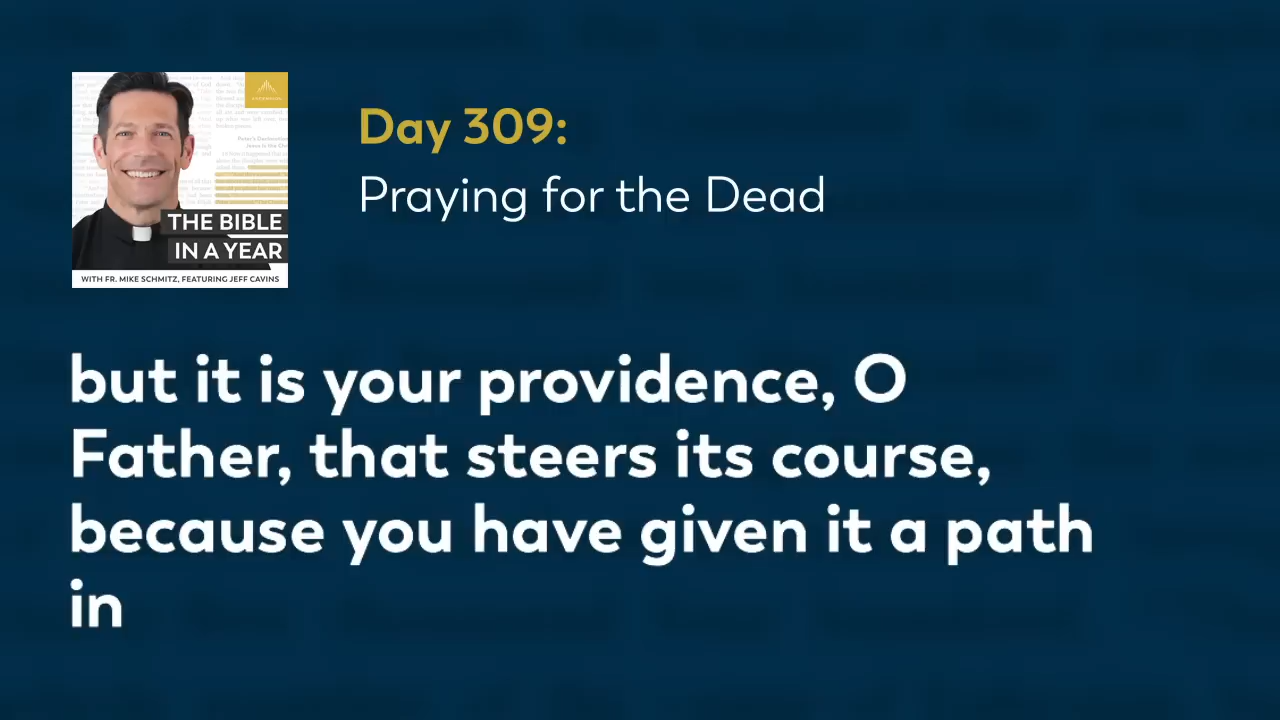 THE BIBLE
IN A YEAR
WITH FR. MIKE SCHMITZ, FEATURING JEFF CAVINS
Day 309:
Praying for the Dead
but it is your providence, O
Father, that steers its course,
because you have given it a path
in